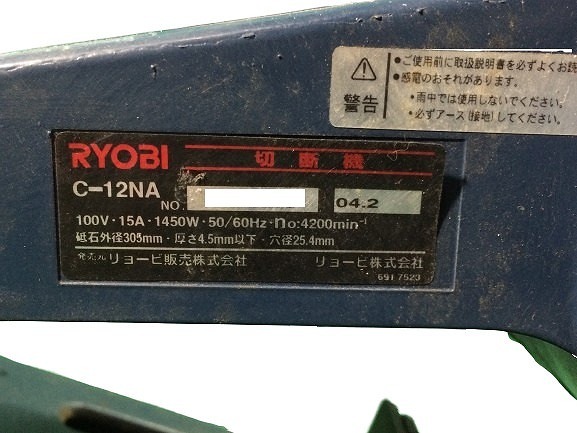 RYOBI 切断機
C-12NA
NO. 04.2
100V・15A・1450W・50/60Hz・no:4200min⁻¹
砥石外径305mm・厚さ4.5mm以下・穴径25.4mm
発売元 リョービ販売株式会社 リョービ株式会社
691 7523
警告
●ご使用前に取扱説明書を必ずよくお読
●感電のおそれがあります。
・雨中では使用しないでください。
・必ずアース(接地)してください。